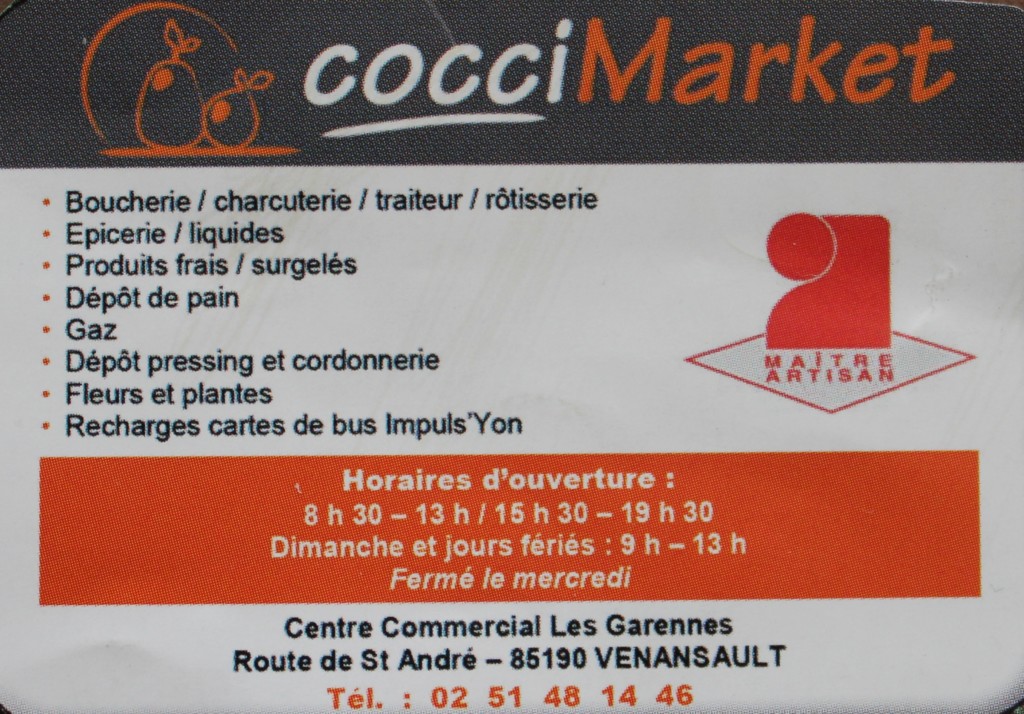 cocciMarket
• Boucherie / charcuterie / traiteur / rôtisserie
• Epicerie / liquides
• Produits frais / surgelés
• Dépôt de pain
• Gaz
• Dépôt pressing et cordonnerie
• Fleurs et plantes
• Recharges cartes de bus Impuls'Yon
MAÎTRE
ARTISAN
Horaires d'ouverture :
8 h 30 – 13 h / 15 h 30 – 19 h 30
Dimanche et jours fériés : 9 h – 13 h
Fermé le mercredi
Centre Commercial Les Garennes
Route de St André – 85190 VENANSAULT
Tél. : 02 51 48 14 46